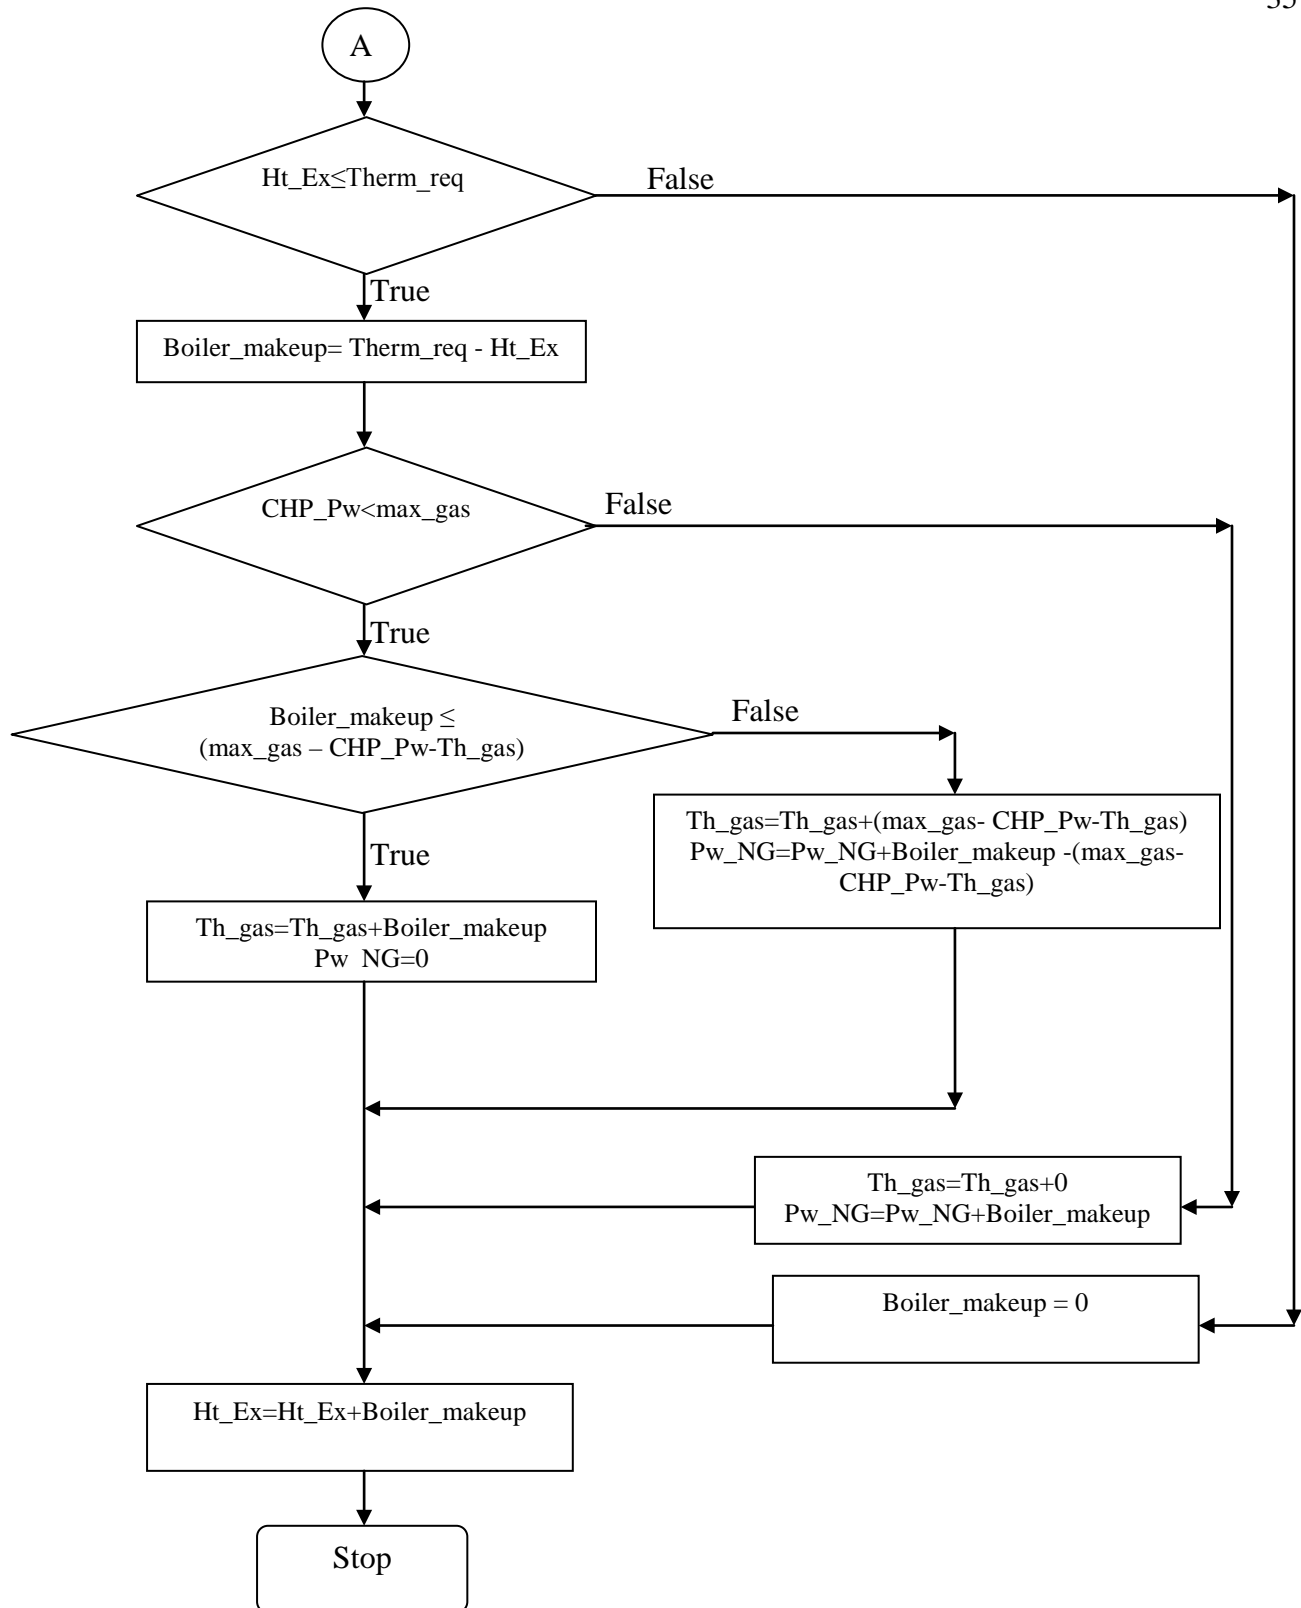 A
Ht_Ex≤Therm_req
False
True
Boiler_makeup= Therm_req - Ht_Ex
CHP_Pw<max_gas
False
True
Boiler_makeup ≤
(max_gas – CHP_Pw-Th_gas)
False
Th_gas=Th_gas+(max_gas- CHP_Pw-Th_gas)
Pw_NG=Pw_NG+Boiler_makeup -(max_gas-
CHP_Pw-Th_gas)
True
Th_gas=Th_gas+Boiler_makeup
Pw NG=0
Th_gas=Th_gas+0
Pw_NG=Pw_NG+Boiler_makeup
Boiler_makeup = 0
Ht_Ex=Ht_Ex+Boiler_makeup
Stop